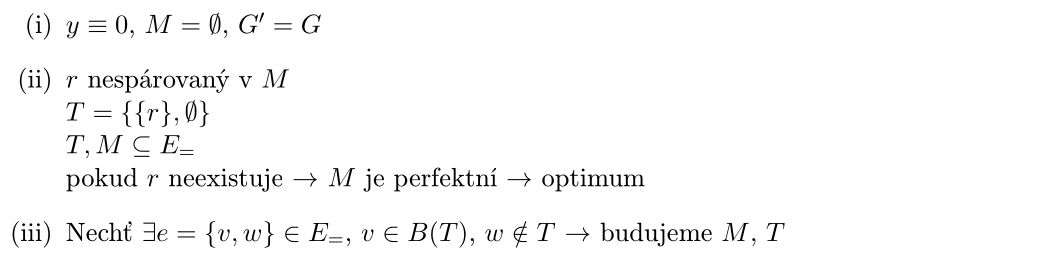 (i) y ≡ 0, M = ∅, G′ = G
(ii) r nespárovaný v M
T = {{r}, ∅}
T, M ⊆ E₌
pokud r neexistuje → M je perfektní → optimum
(iii) Nechť ∃e = {v, w} ∈ E₌, v ∈ B(T), w ∉ T → budujeme M, T